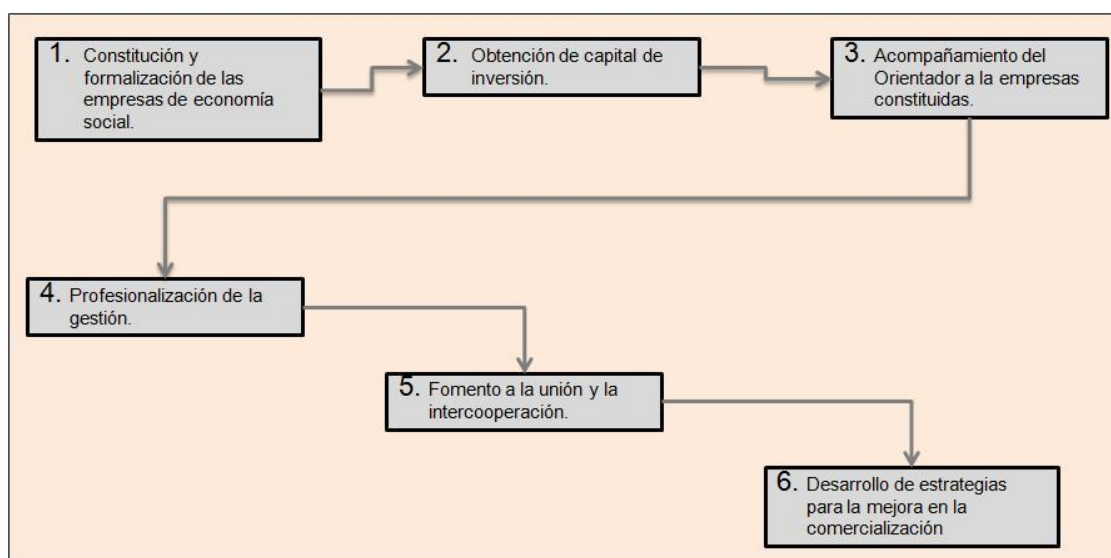 1. Constitución y
formalización de las
empresas de economía
social.
2. Obtención de capital de
inversión.
3. Acompañamiento del
Orientador a la empresas
constituidas.
4. Profesionalización de la
gestión.
5. Fomento a la unión y la
intercooperación.
6. Desarrollo de estrategias
para la mejora en la
comercialización